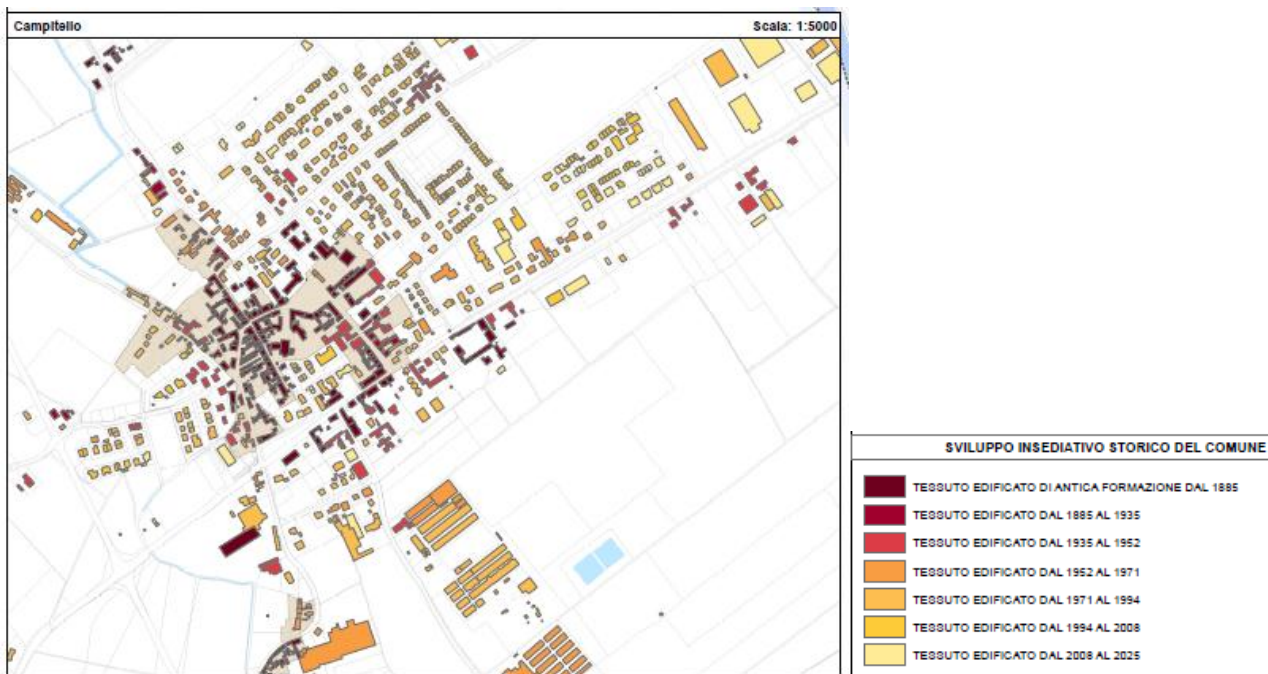 Campitello
Scala: 1:5000
SVILUPPO INSEDIATIVO STORICO DEL COMUNE
TESSUTO EDIFICATO DI ANTICA FORMAZIONE DAL 1885
TESSUTO EDIFICATO DAL 1885 AL 1935
TESSUTO EDIFICATO DAL 1935 AL 1952
TESSUTO EDIFICATO DAL 1952 AL 1971
TESSUTO EDIFICATO DAL 1971 AL 1994
TESSUTO EDIFICATO DAL 1994 AL 2008
TESSUTO EDIFICATO DAL 2008 AL 2025